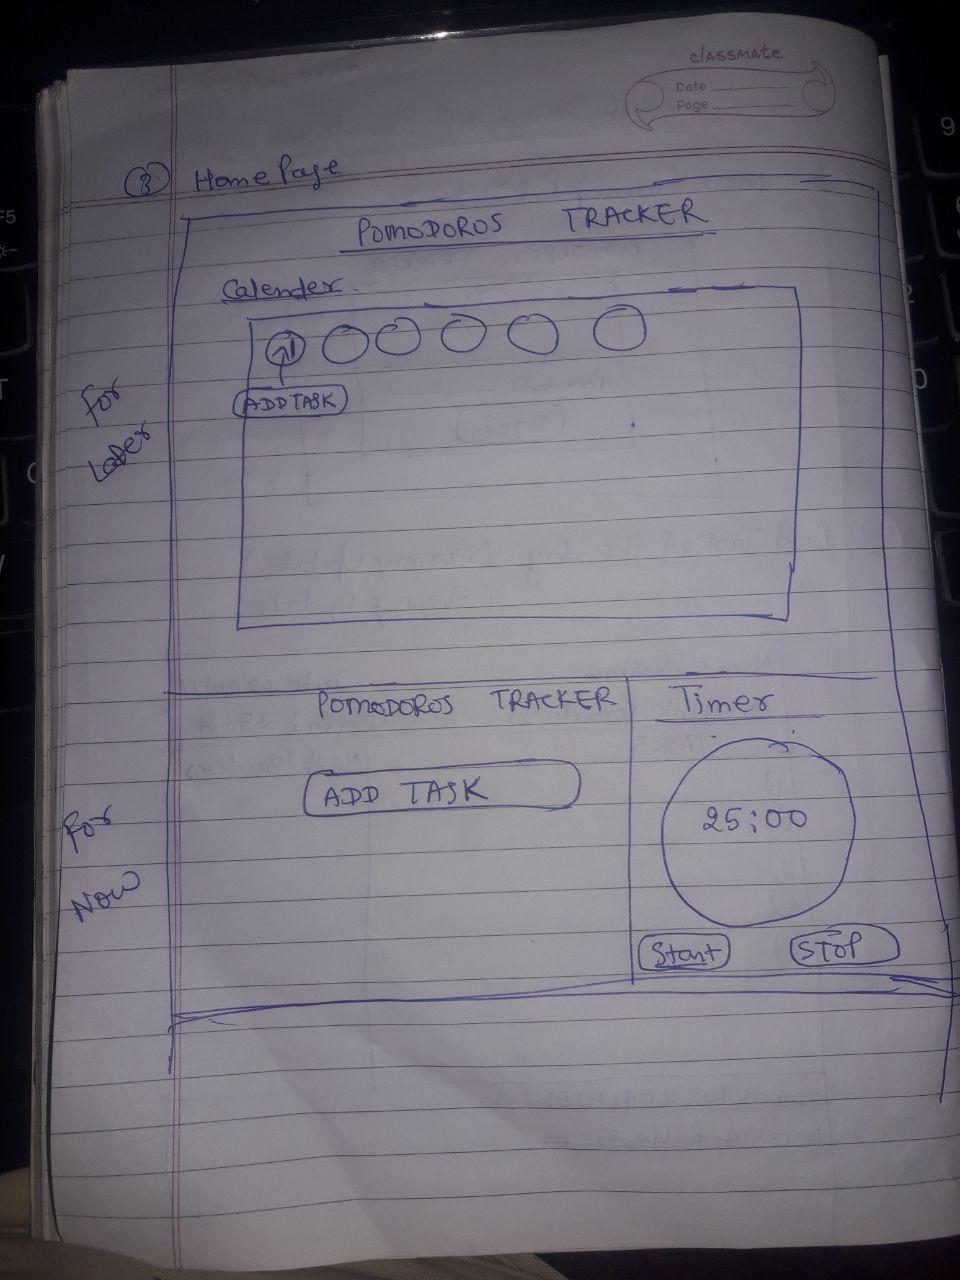 classmate
Date
Page
3 Home Page
POMODOROS TRACKER
Calender.
ADD TASK
For
Later
POMODOROS TRACKER
Timer
ADD TASK
25:00
For
Now
Start
STOP